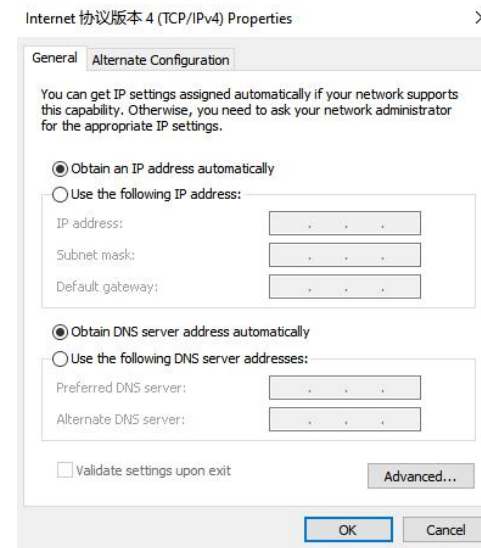 Internet 协议版本 4 (TCP/IPv4) Properties
General
Alternate Configuration
You can get IP settings assigned automatically if your network supports
this capability. Otherwise, you need to ask your network administrator
for the appropriate IP settings.
Obtain an IP address automatically
Use the following IP address:
IP address:
Subnet mask:
Default gateway:
Obtain DNS server address automatically
Use the following DNS server addresses:
Preferred DNS server:
Alternate DNS server:
Validate settings upon exit
Advanced...
OK
Cancel